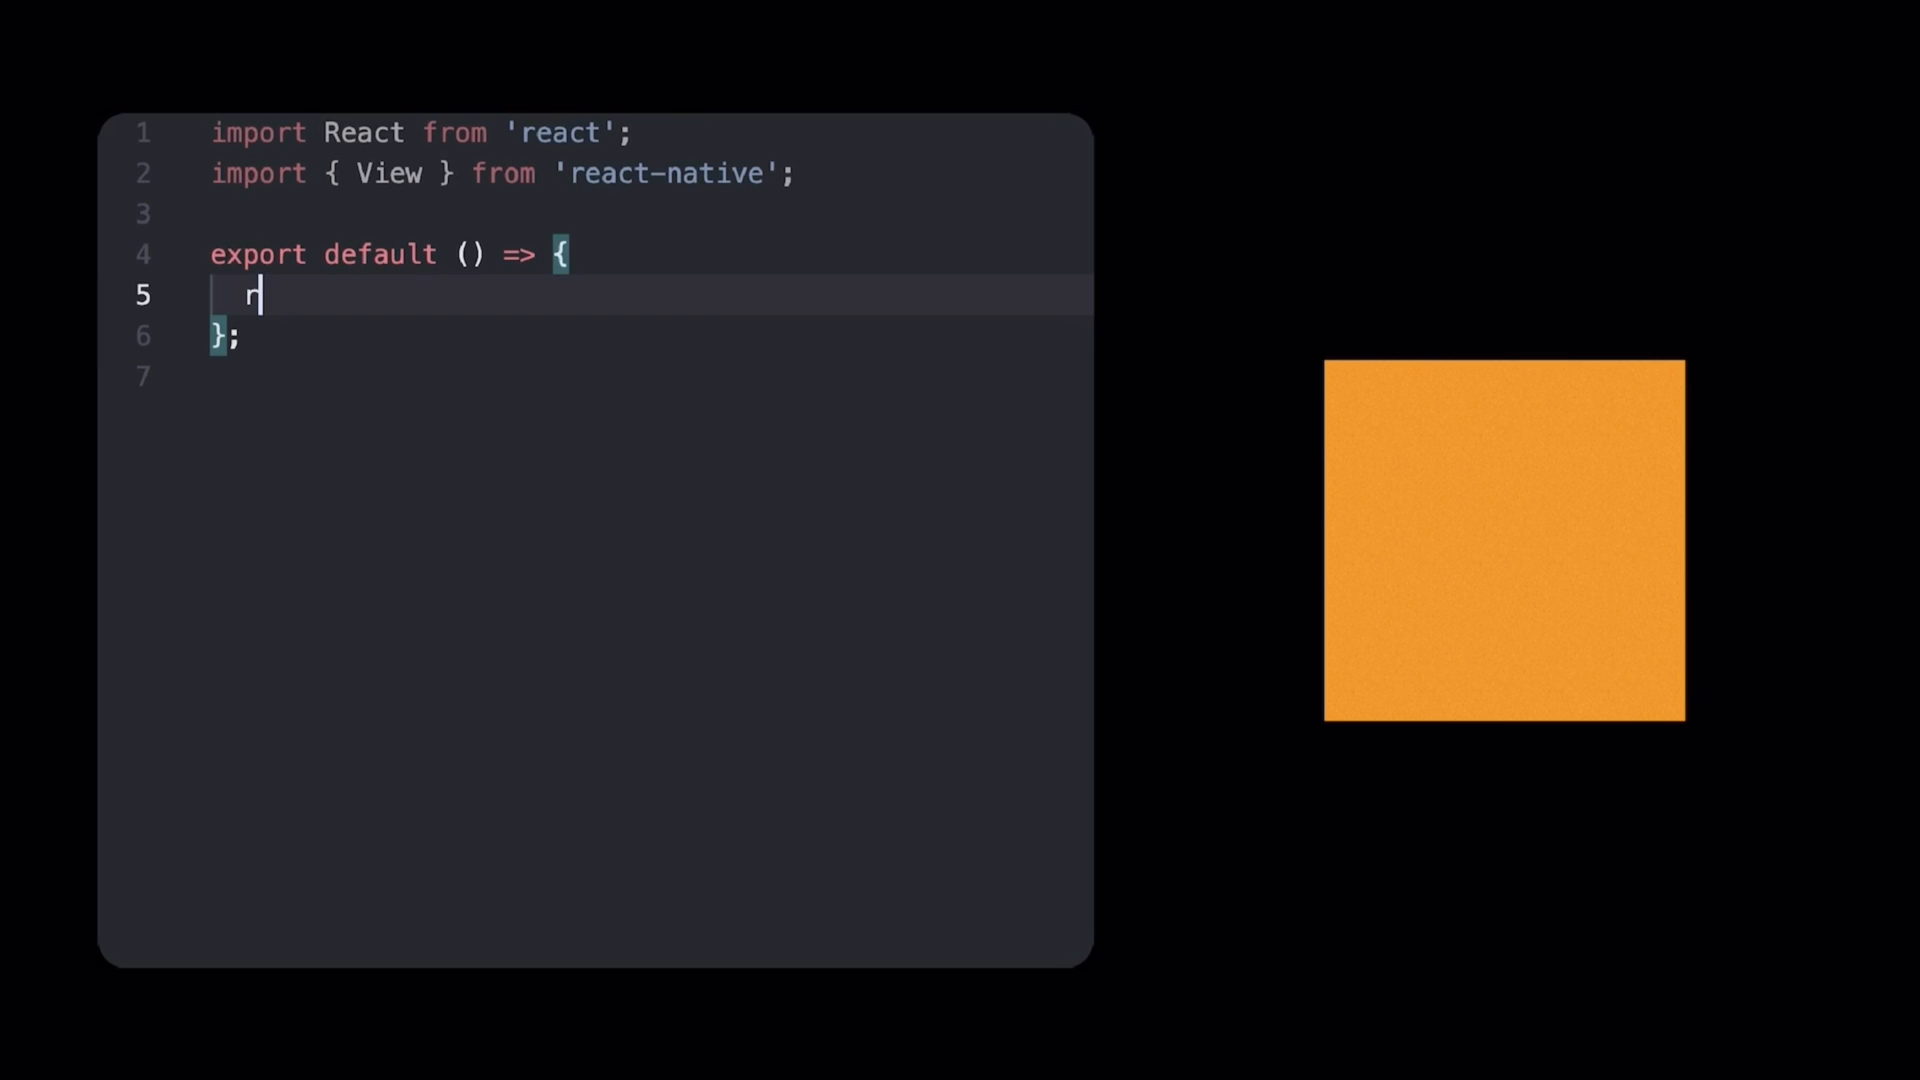 1 import React from 'react';
2 import { View } from 'react-native';
3
4 export default () => {
5 r
6 };
7